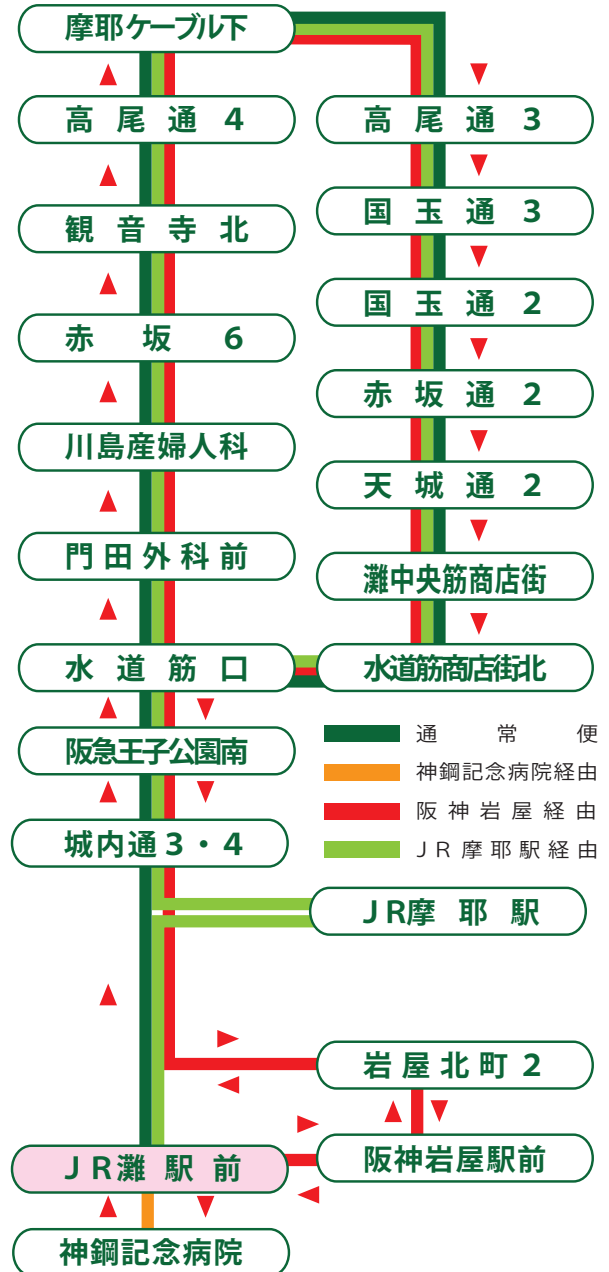 摩耶ケーブル下
高尾通4
高尾通3
観音寺北
国玉通3
赤坂6
国玉通2
赤坂通2
川島産婦人科
天城通2
門田外科前
灘中央筋商店街
水道筋口
水道筋商店街北
阪急王子公園南
通常便
神鋼記念病院経由
阪神岩屋経由
JR摩耶駅経由
城内通3・4
JR摩耶駅
岩屋北町2
JR灘駅前
阪神岩屋駅前
神鋼記念病院